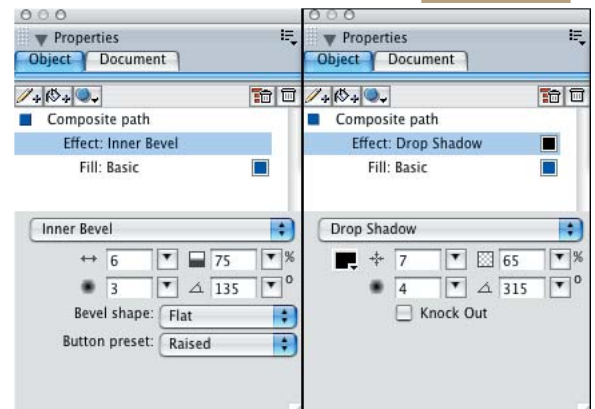 Properties
Object Document
Composite path
Effect: Inner Bevel
Fill: Basic
Inner Bevel
6 75 %
3 135 o
Bevel shape: Flat
Button preset: Raised
Properties
Object Document
Composite path
Effect: Drop Shadow
Fill: Basic
Drop Shadow
7 65 %
4 315 o
Knock Out